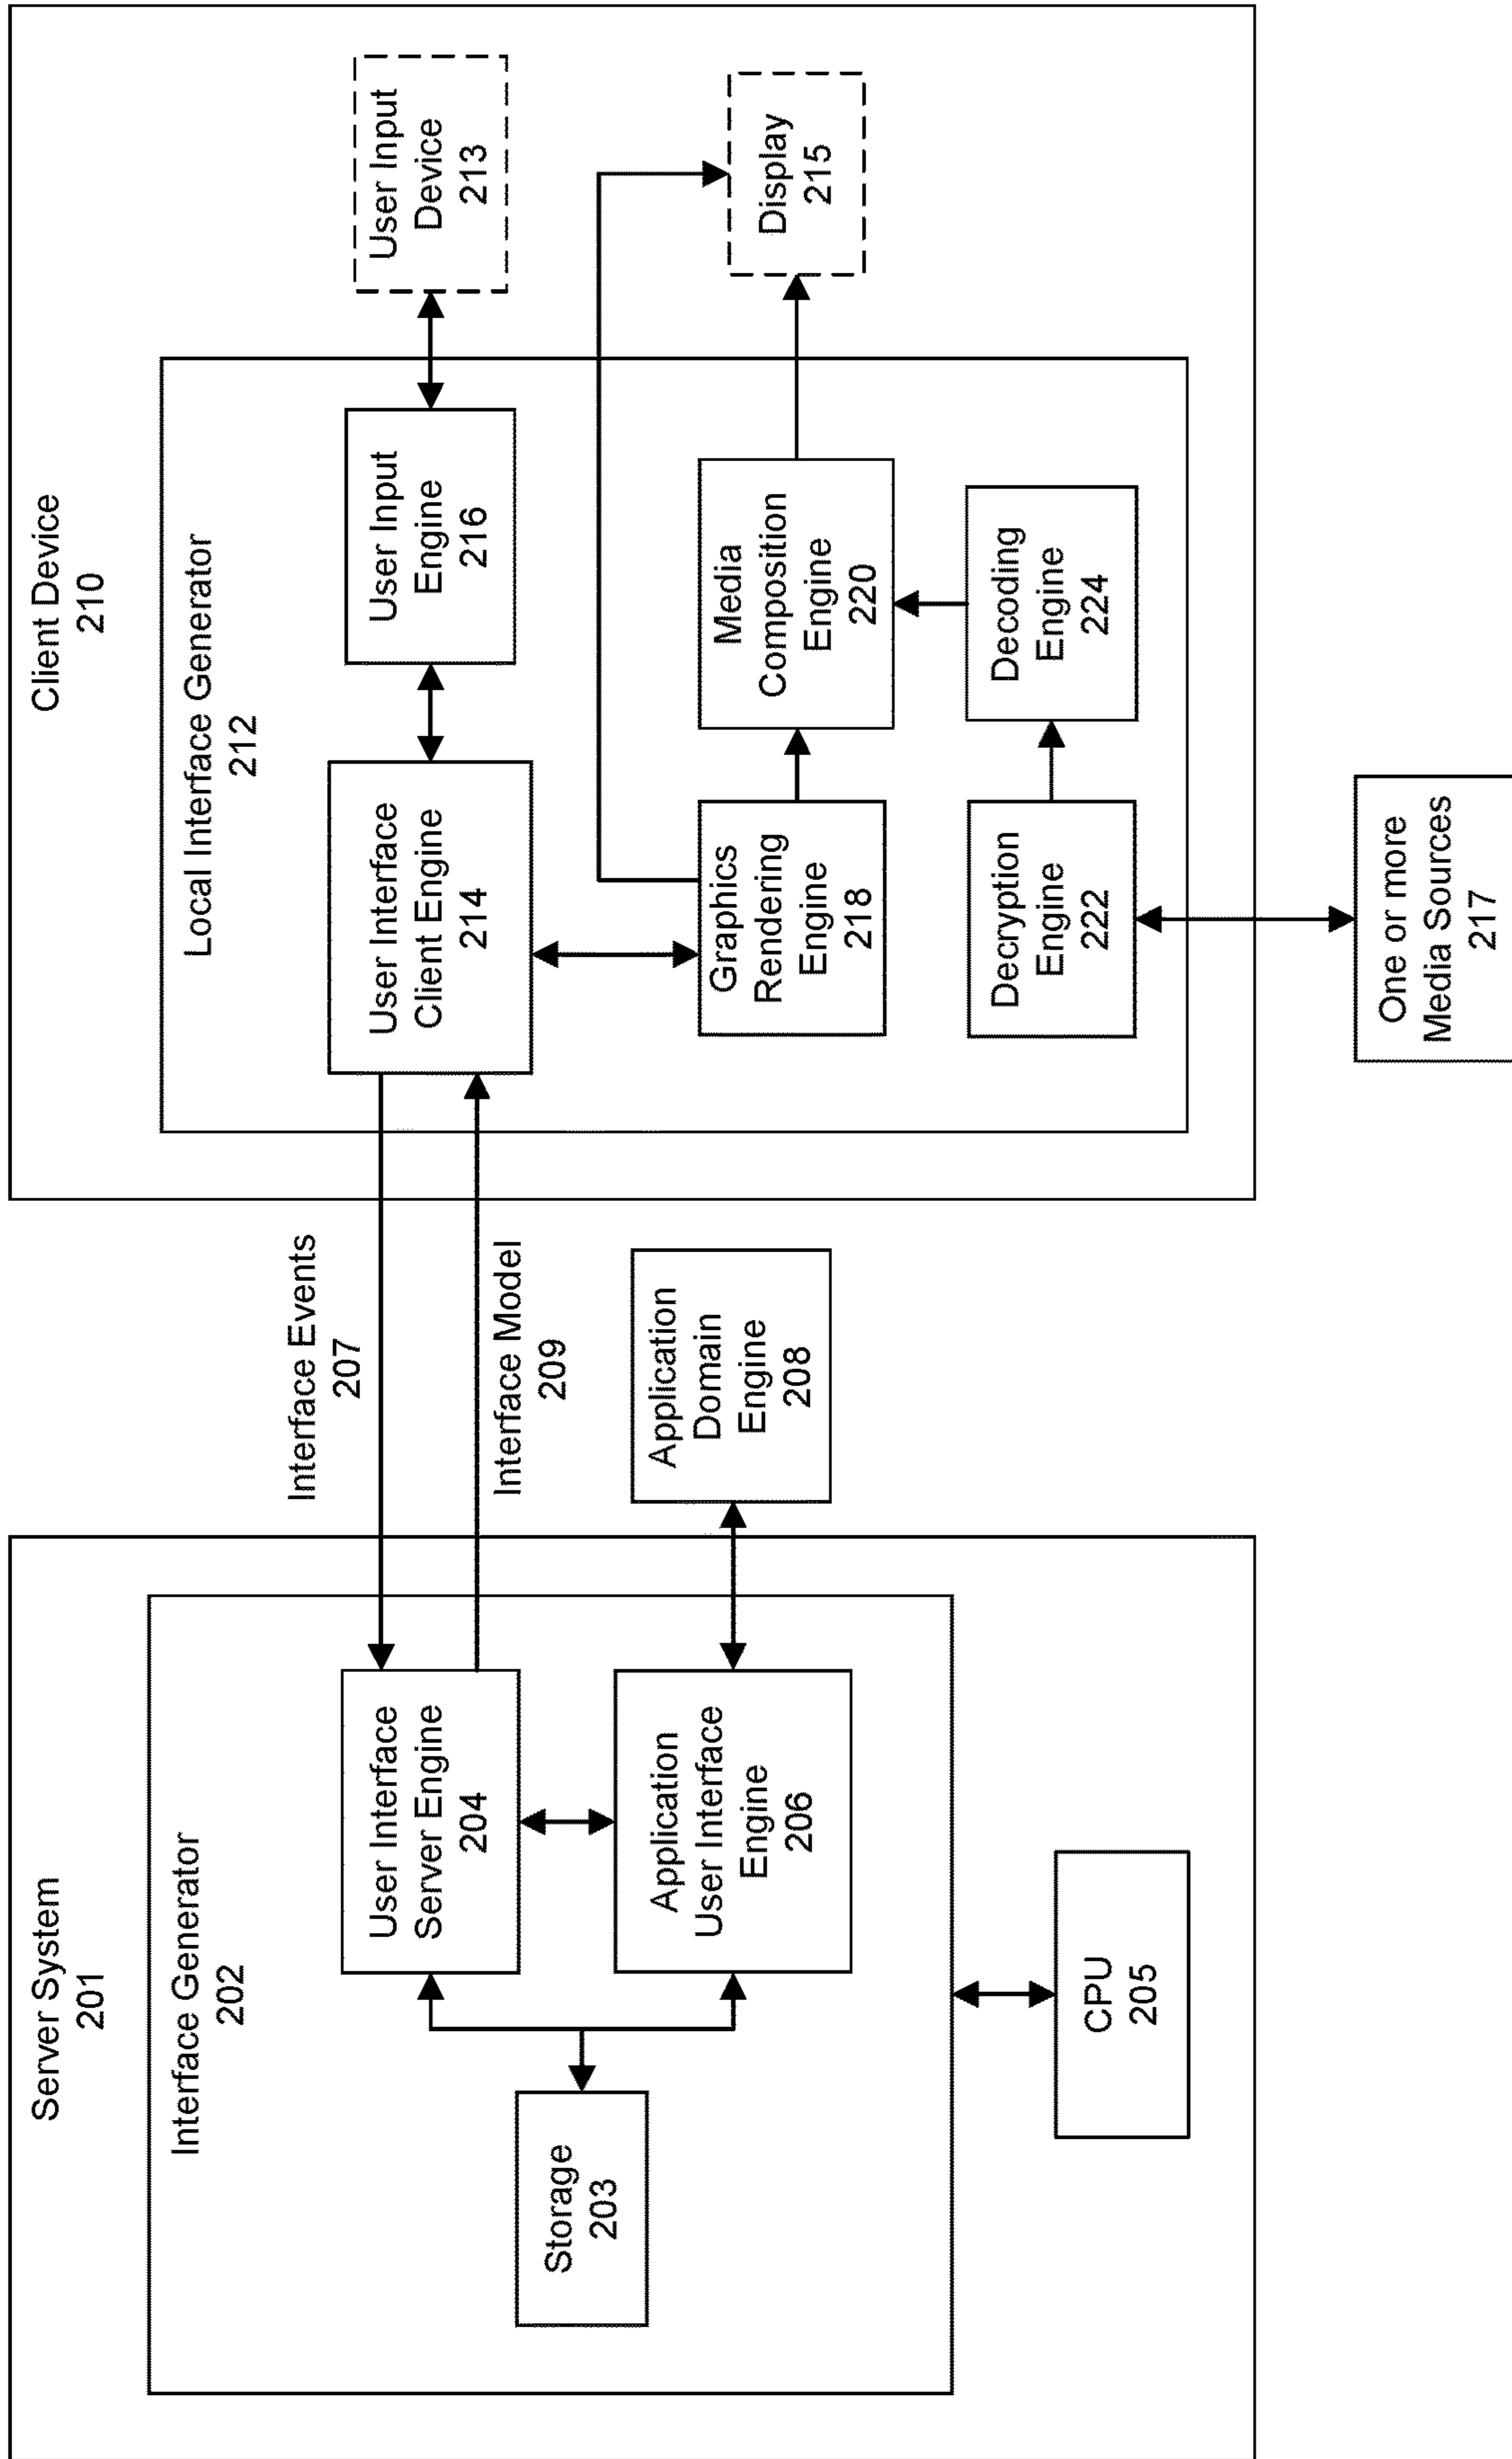 Server System
201
Interface Generator
202
Storage
203
User Interface
Server Engine
204
Application
User Interface
Engine
206
CPU
205
Interface Events
207
Interface Model
209
Application
Domain
Engine
208
Client Device
210
Local Interface Generator
212
User Interface
Client Engine
214
User Input
Engine
216
User Input
Device
213
Graphics
Rendering
Engine
218
Media
Composition
Engine
220
Display
215
Decryption
Engine
222
Decoding
Engine
224
One or more
Media Sources
217